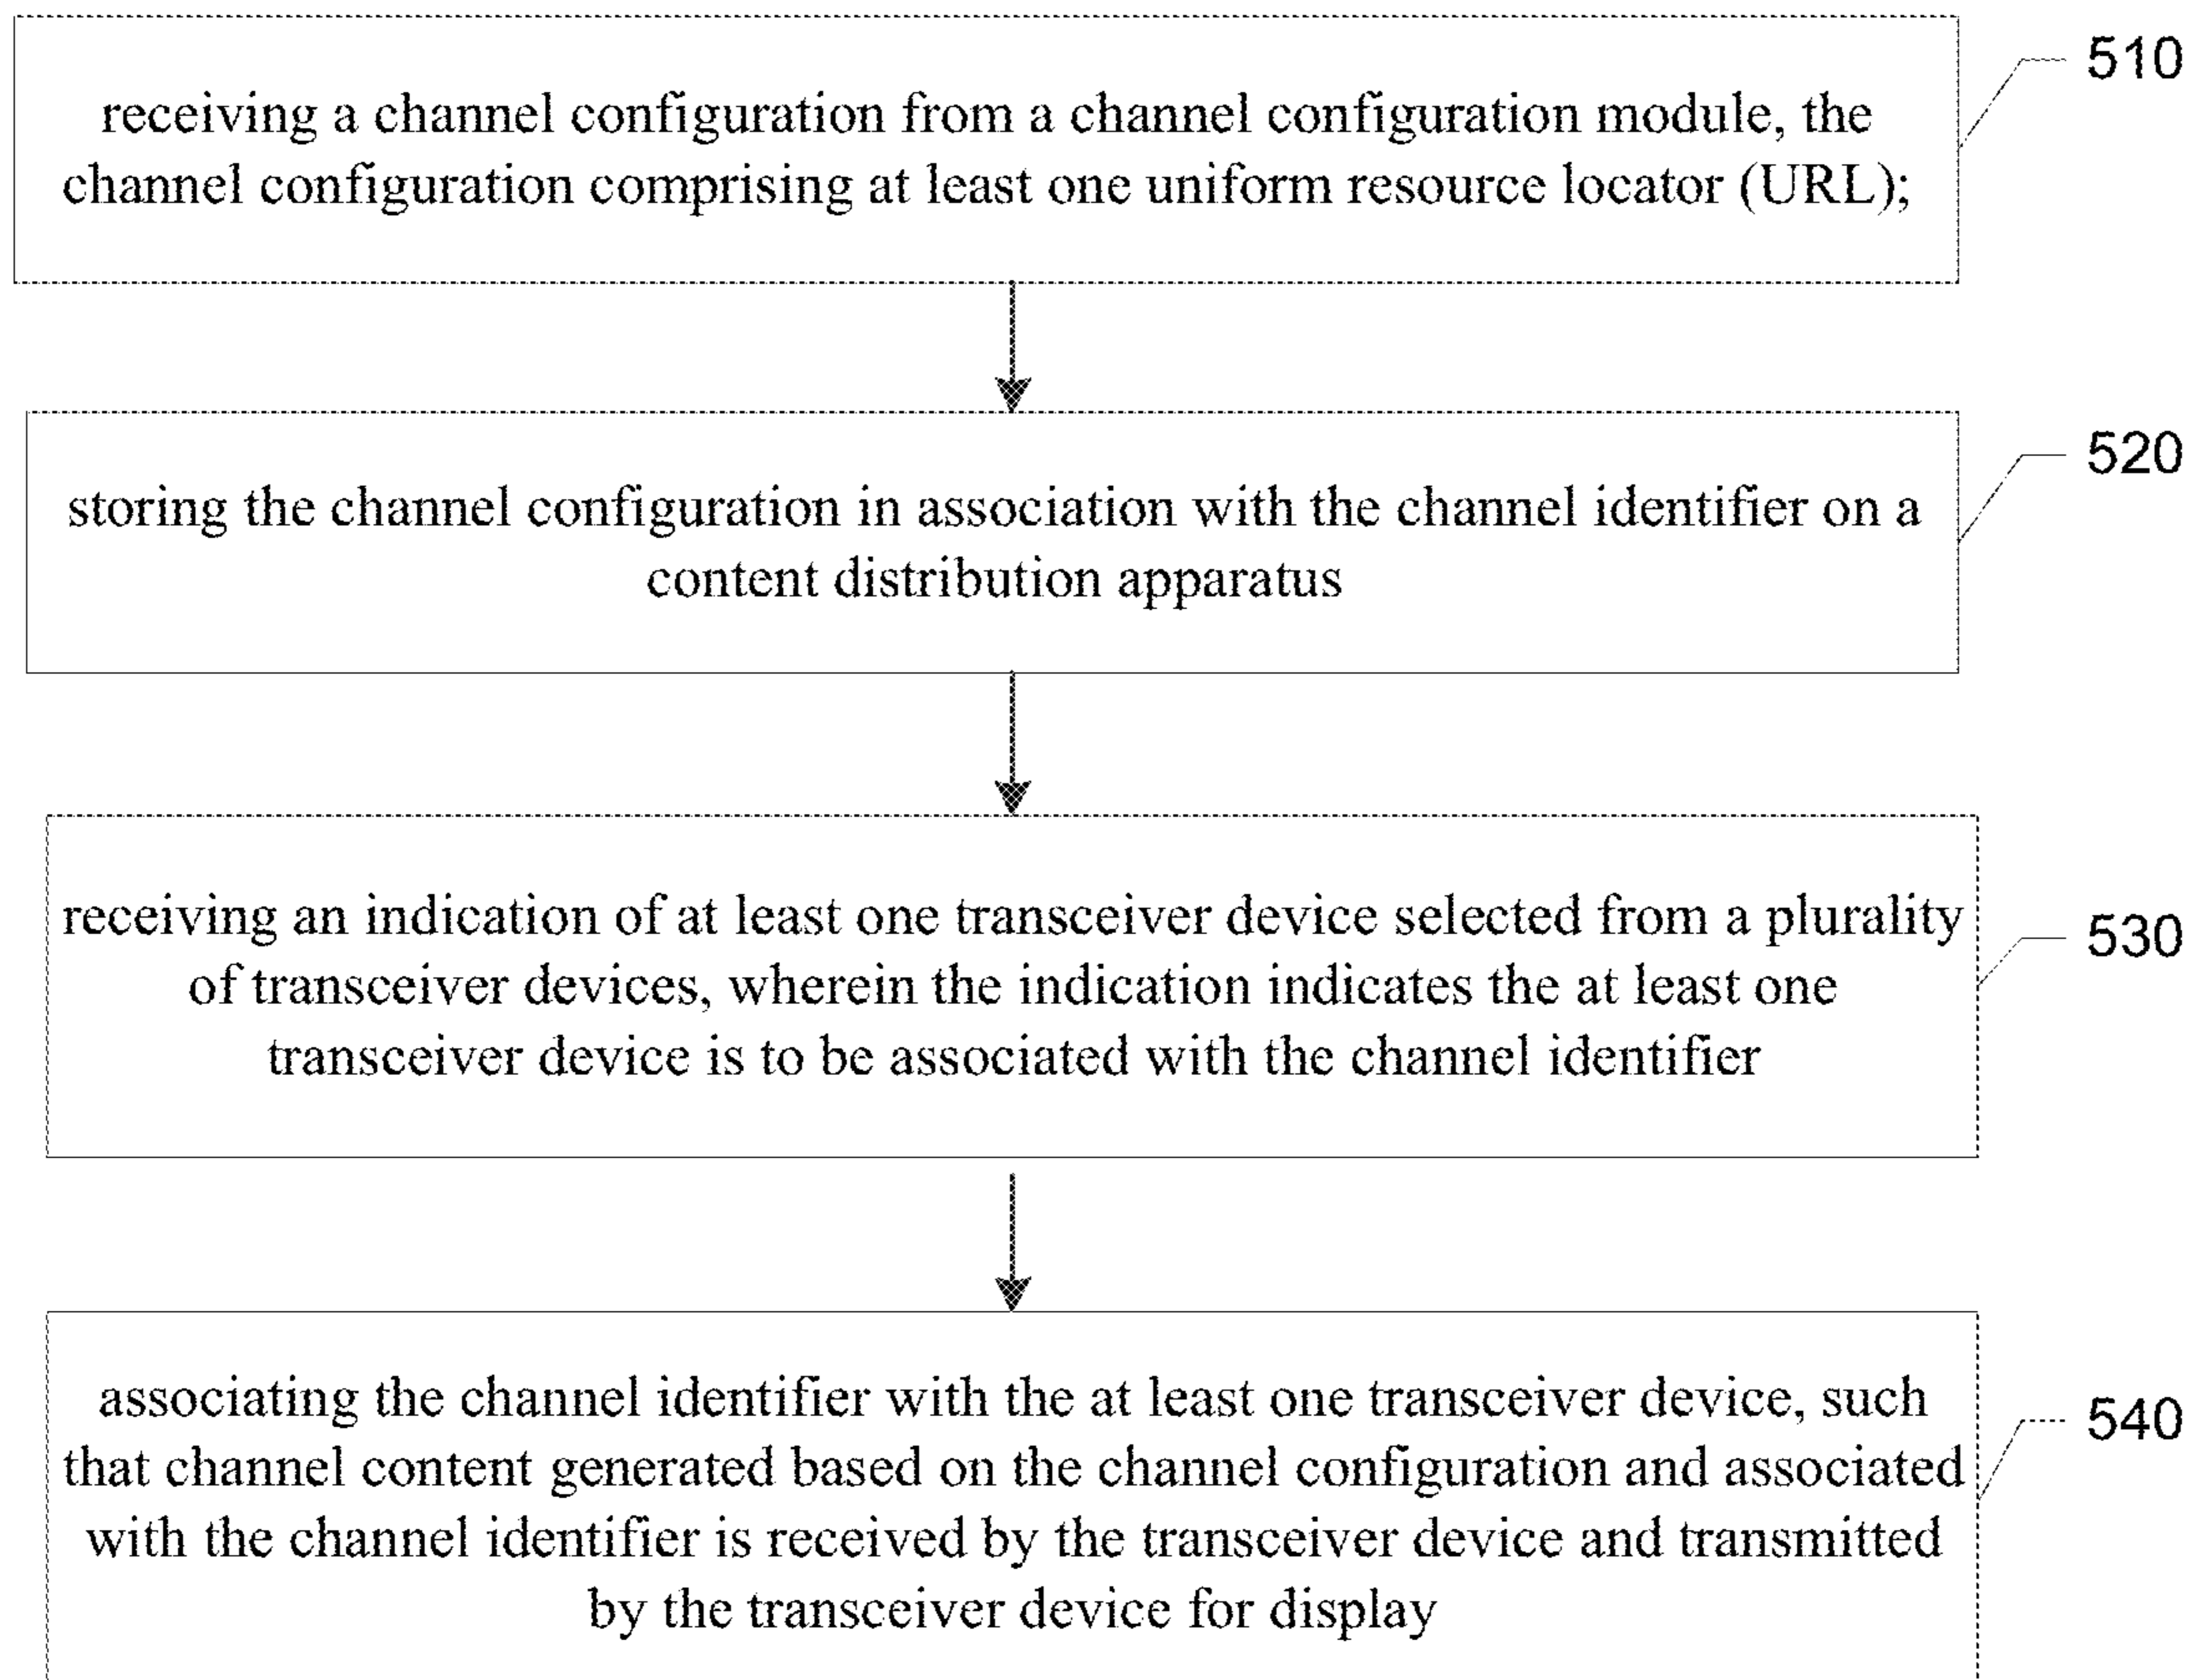 receiving a channel configuration from a channel configuration module, the
channel configuration comprising at least one uniform resource locator (URL);
510
storing the channel configuration in association with the channel identifier on a
content distribution apparatus
520
receiving an indication of at least one transceiver device selected from a plurality
of transceiver devices, wherein the indication indicates the at least one
transceiver device is to be associated with the channel identifier
530
associating the channel identifier with the at least one transceiver device, such
that channel content generated based on the channel configuration and associated
with the channel identifier is received by the transceiver device and transmitted
by the transceiver device for display
540